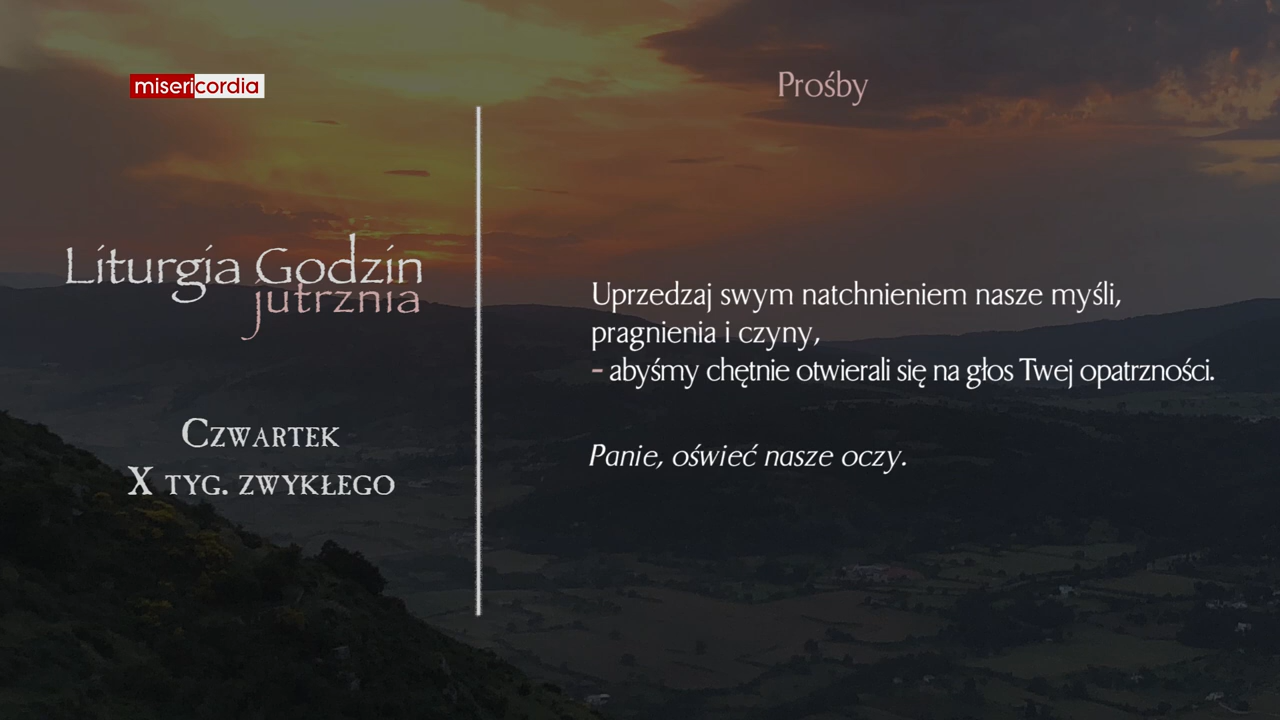 misericordia
Liturgia Godzin
jutrznia
Czwartek
X tyg. zwykłego
Prośby
Uprzedzaj swym natchnieniem nasze myśli,
pragnienia i czyny,
- abyśmy chętnie otwierali się na głos Twej opatrzności.
Panie, oświeć nasze oczy.